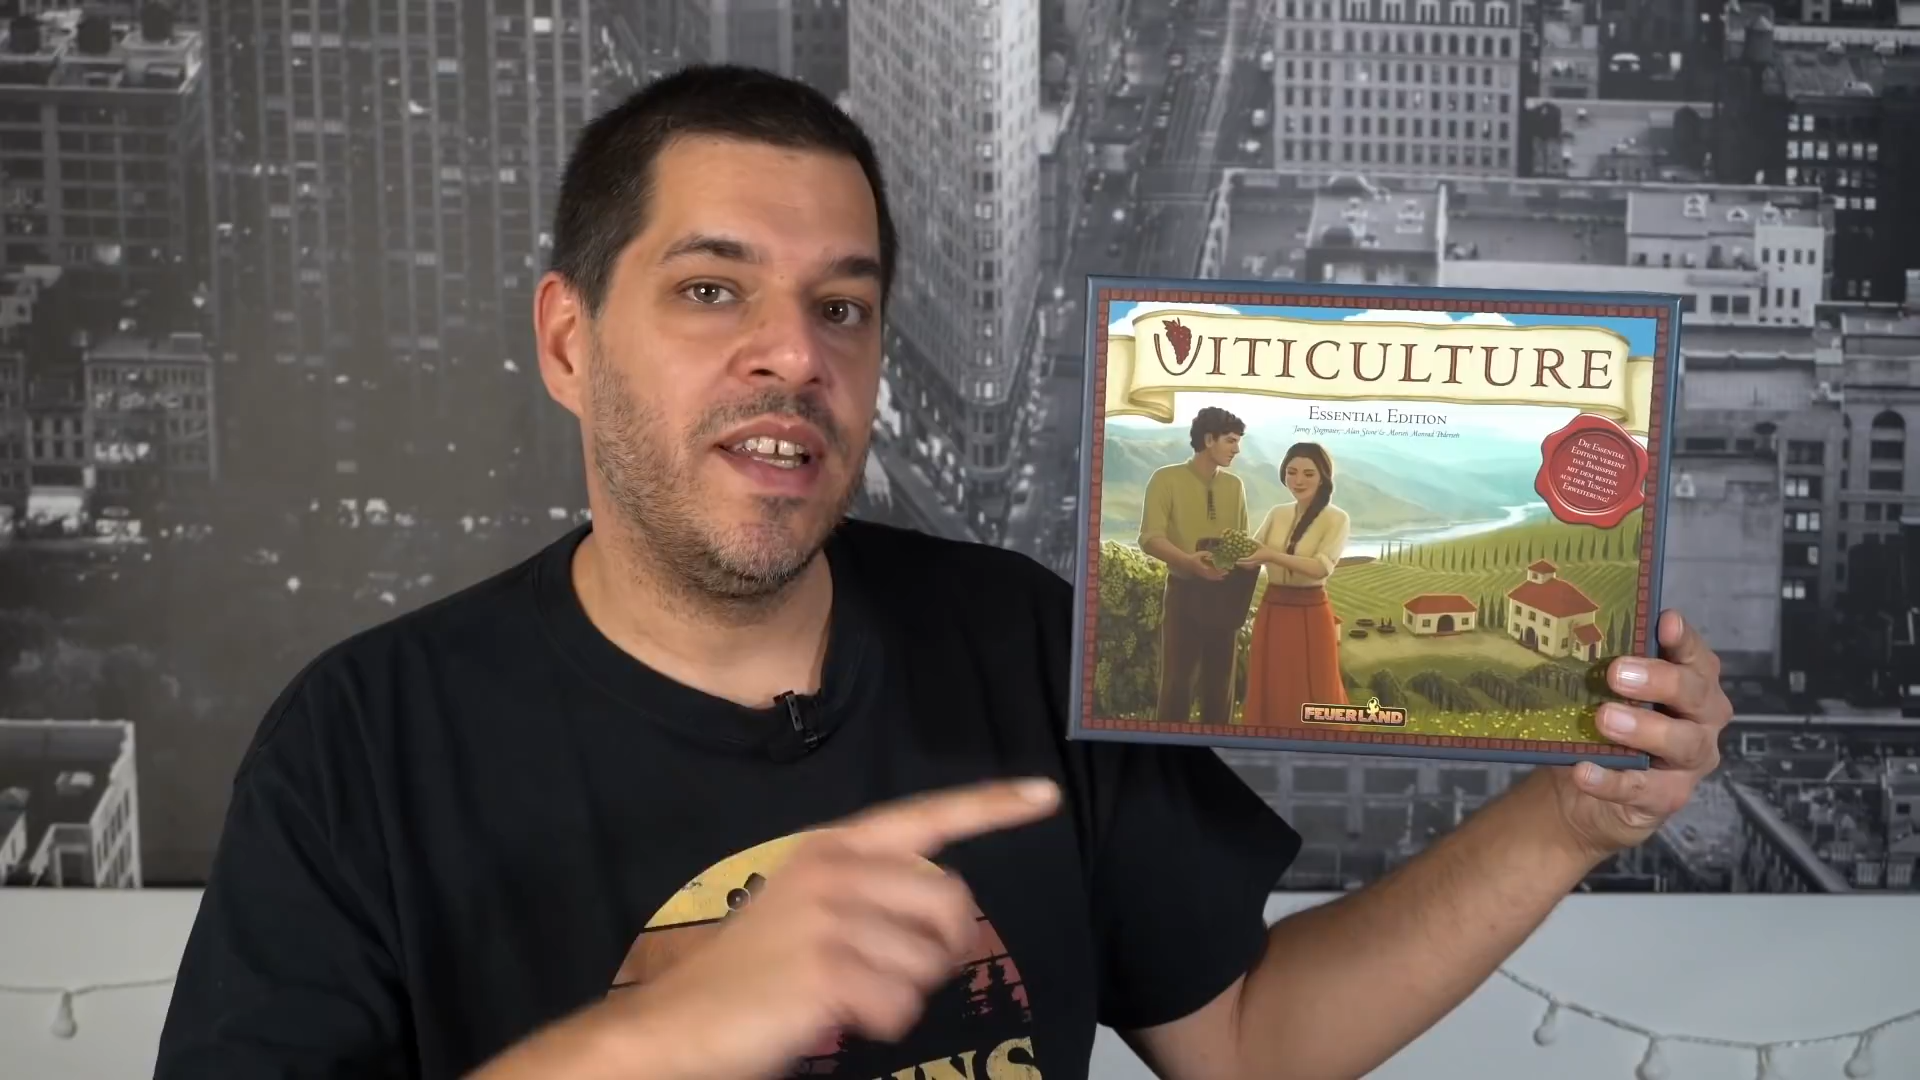 VITICULTURE
ESSENTIAL EDITION
Jamey Stegmaier, Alan Stone & Morten Monrad Pedersen
DIE ESSENTIAL
EDITION VEREINT
DAS BASISSPIEL
MIT DEM BESTEN
AUS DER TUSCANY-
ERWEITERUNG!
FEUERLAND